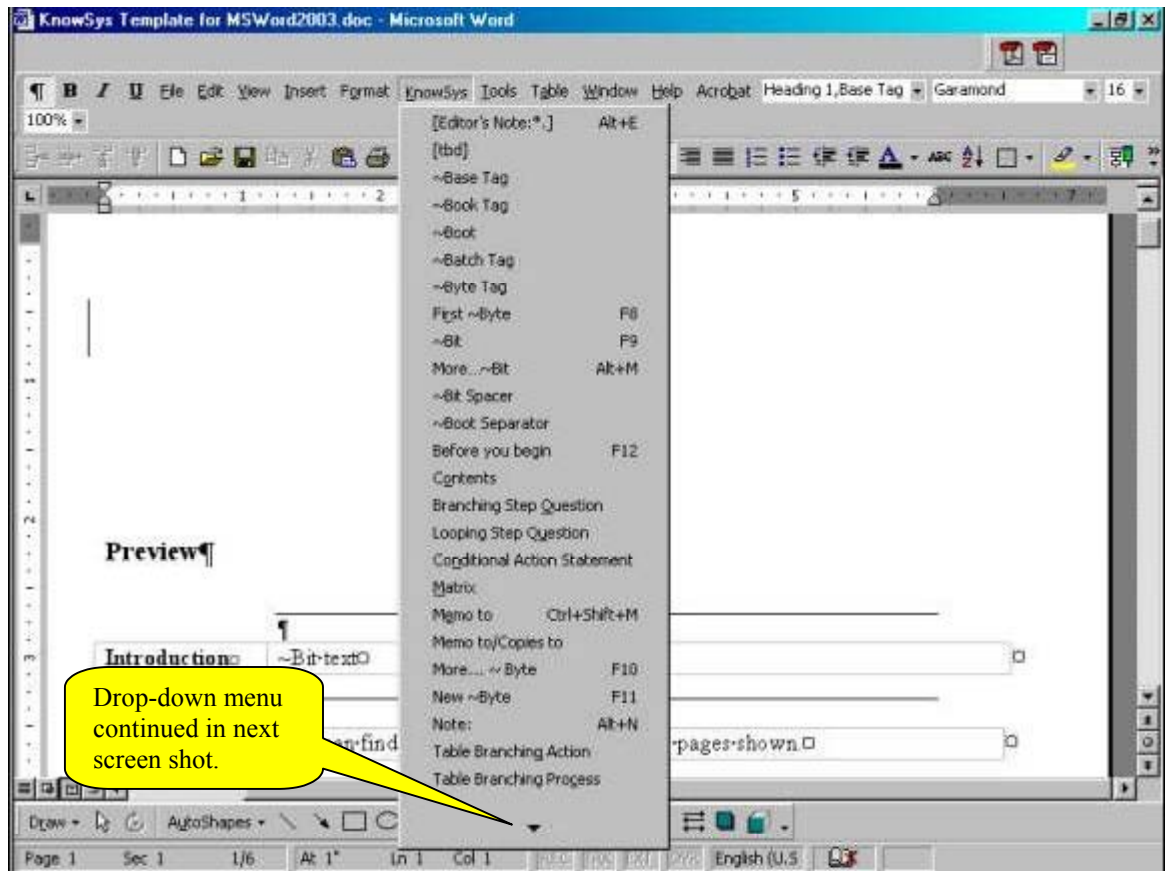 KnowSys Template for MSWord2003.doc - Microsoft Word
¶ B I U File Edit View Insert Format KnowSys Tools Table Window Help Acrobat Heading 1,Base Tag Garamond 16
100%
[Editor's Note:*.] Alt+E
[tbd]
~Base Tag
~Book Tag
~Boot
~Batch Tag
~Byte Tag
First ~Byte F8
~Bit F9
More...~Bit Alt+M
~Bit Spacer
~Boot Separator
Before you begin F12
Contents
Branching Step Question
Looping Step Question
Conditional Action Statement
Matrix
Memo to Ctrl+Shift+M
Memo to/Copies to
More.... ~ Byte F10
New ~Byte F11
Note: Alt+N
Table Branching Action
Table Branching Process
1 2 5 7
Preview¶
¶
Introduction ~Bit·text
find
·pages·shown.
Drop-down menu
continued in next
screen shot.
Draw AutoShapes
Page 1 Sec 1 1/6 At 1" Ln 1 Col 1 English (U.S